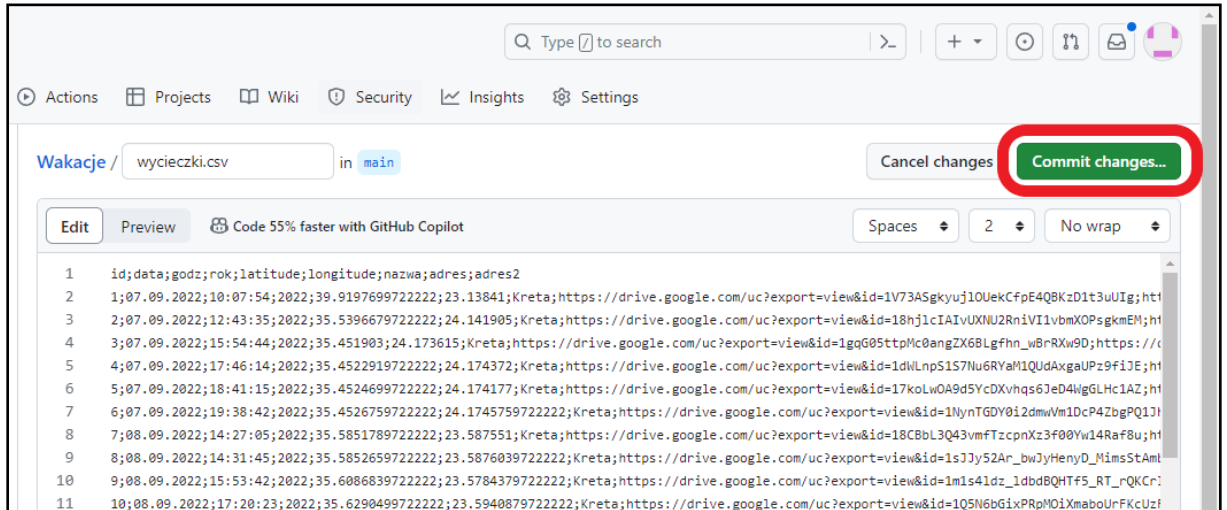 Type / to search
Actions Projects Wiki Security Insights Settings
Wakacje / wycieczki.csv in main Cancel changes Commit changes...
Edit Preview Code 55% faster with GitHub Copilot Spaces 2 No wrap
1 id;data;godz;rok;latitude;longitude;nazwa;adres;adres2
2 1;07.09.2022;10:07:54;2022;39.9197699722222;23.13841;Kreta;https://drive.google.com/uc?export=view&id=1V73ASgkyujlOUekCfpE4QBKzD1t3uUIg;htt
3 2;07.09.2022;12:43:35;2022;35.5396679722222;24.141905;Kreta;https://drive.google.com/uc?export=view&id=18hjlcIAIvUXNU2RniVI1vbmXOPsgkmEM;ht
4 3;07.09.2022;15:54:44;2022;35.451903;24.173615;Kreta;https://drive.google.com/uc?export=view&id=1gqG05ttpMc0angZX6BLgfhn_wBrRXw9D;https://d
5 4;07.09.2022;17:46:14;2022;35.4522919722222;24.174372;Kreta;https://drive.google.com/uc?export=view&id=1dWLnpS1S7Nu6RYaM1QUdAxgaUPz9fiJE;ht
6 5;07.09.2022;18:41:15;2022;35.4524699722222;24.174177;Kreta;https://drive.google.com/uc?export=view&id=17koLwOA9d5YcDXvhqs6JeD4WgGLHc1AZ;ht
7 6;07.09.2022;19:38:42;2022;35.4526759722222;24.1745759722222;Kreta;https://drive.google.com/uc?export=view&id=1NynTGDY0i2dmwVm1DcP4ZbgPQ1Jh
8 7;08.09.2022;14:27:05;2022;35.5851789722222;23.587551;Kreta;https://drive.google.com/uc?export=view&id=18CBbL3Q43vmfTzcpnXz3f00Yw14Raf8u;ht
9 8;08.09.2022;14:31:45;2022;35.5852659722222;23.5876039722222;Kreta;https://drive.google.com/uc?export=view&id=1sJJy52Ar_bwJyHenyD_MimsStAmb
10 9;08.09.2022;15:53:42;2022;35.6086839722222;23.5784379722222;Kreta;https://drive.google.com/uc?export=view&id=1m1s4ldz_ldbdBQHTf5_RT_rQKCrI
11 10;08.09.2022;17:20:23;2022;35.6290499722222;23.5940879722222;Kreta;https://drive.google.com/uc?export=view&id=1Q5N6bGixPRpMOiXmaboUrFKcUzF